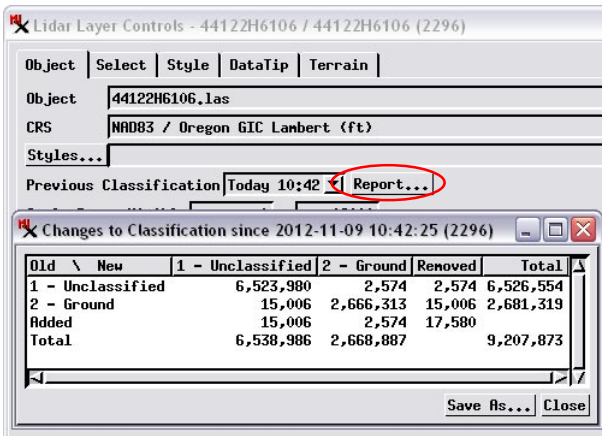 Lidar Layer Controls - 44122H6106 / 44122H6106 (2296)
Object Select Style DataTip Terrain
Object 44122H6106.las
CRS NAD83 / Oregon GIC Lambert (ft)
Styles...
Previous Classification Today 10:42 Report...
Changes to Classification since 2012-11-09 10:42:25 (2296)
Old \ New 1 - Unclassified 2 - Ground Removed Total
1 - Unclassified 6,523,980 2,574 2,574 6,526,554
2 - Ground 15,006 2,666,313 15,006 2,681,319
Added 15,006 2,574 17,580
Total 6,538,986 2,668,887 9,207,873
Save As... Close